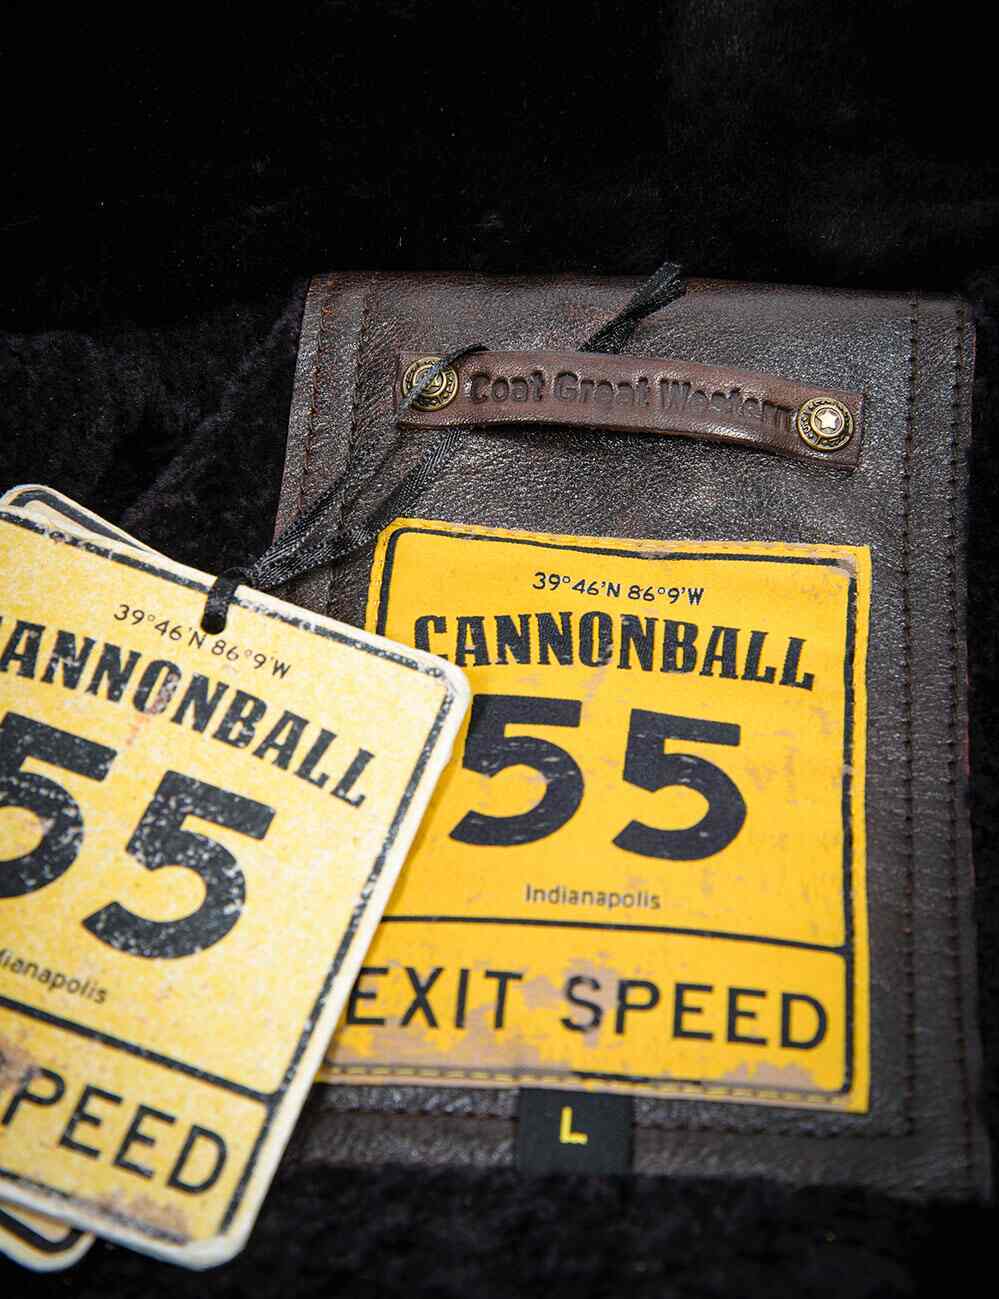 Coat Great Western
39°46'N 86°9'W
CANNONBALL
55
Indianapolis
EXIT SPEED
L
39°46'N 86°9'W
ANNONBALL
55
ianapolis
SPEED